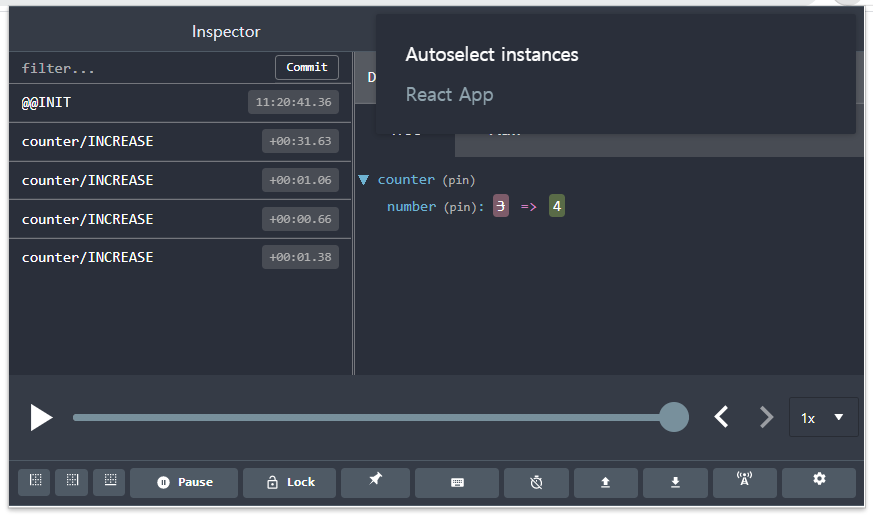 Inspector
Autoselect instances
React App
filter...
Commit
D
@@INIT
11:20:41.36
counter/INCREASE
+00:31.63
counter/INCREASE
+00:01.06
counter/INCREASE
+00:00.66
counter/INCREASE
+00:01.38
counter (pin)
number (pin): 3 => 4
1x
Pause
Lock